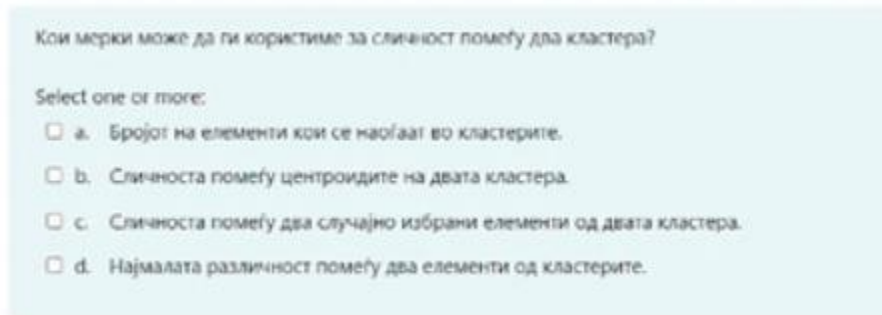 Кои мерки може да ги користиме за сличност помеѓу два кластера?
Select one or more:
a. Бројот на елементи кои се наоѓаат во кластерите.
b. Сличноста помеѓу центроидите на двата кластера.
c. Сличноста помеѓу два случајно избрани елементи од двата кластера.
d. Најмалата различност помеѓу два елементи од кластерите.